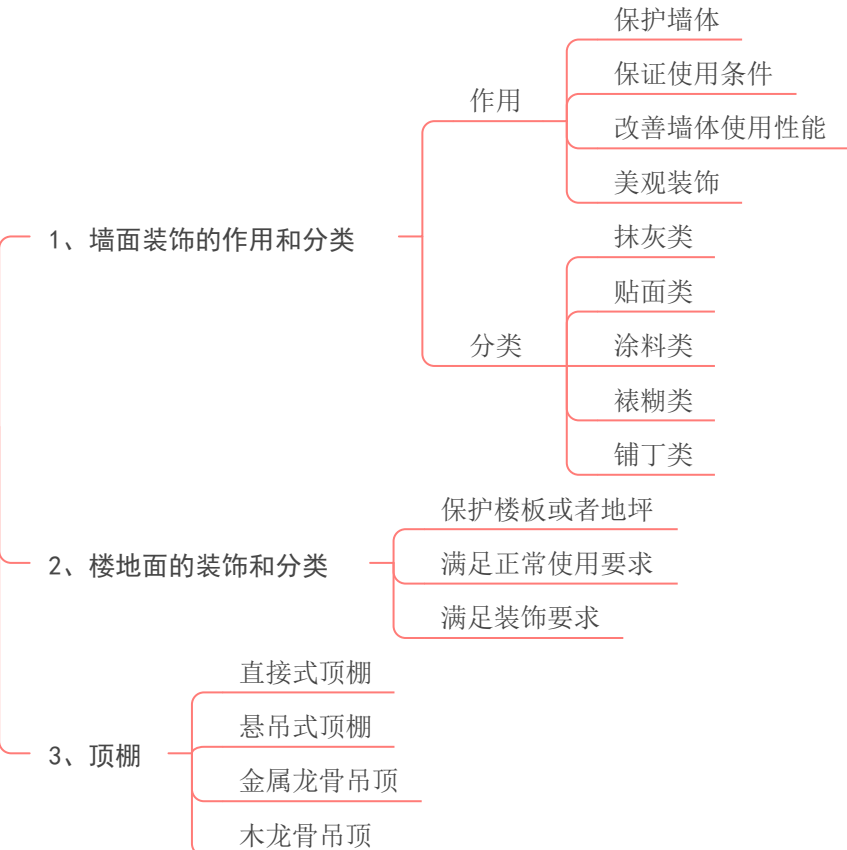 1、墙面装饰的作用和分类
作用
保护墙体
保证使用条件
改善墙体使用性能
美观装饰
分类
抹灰类
贴面类
涂料类
裱糊类
铺丁类
2、楼地面的装饰和分类
保护楼板或者地坪
满足正常使用要求
满足装饰要求
3、顶棚
直接式顶棚
悬吊式顶棚
金属龙骨吊顶
木龙骨吊顶